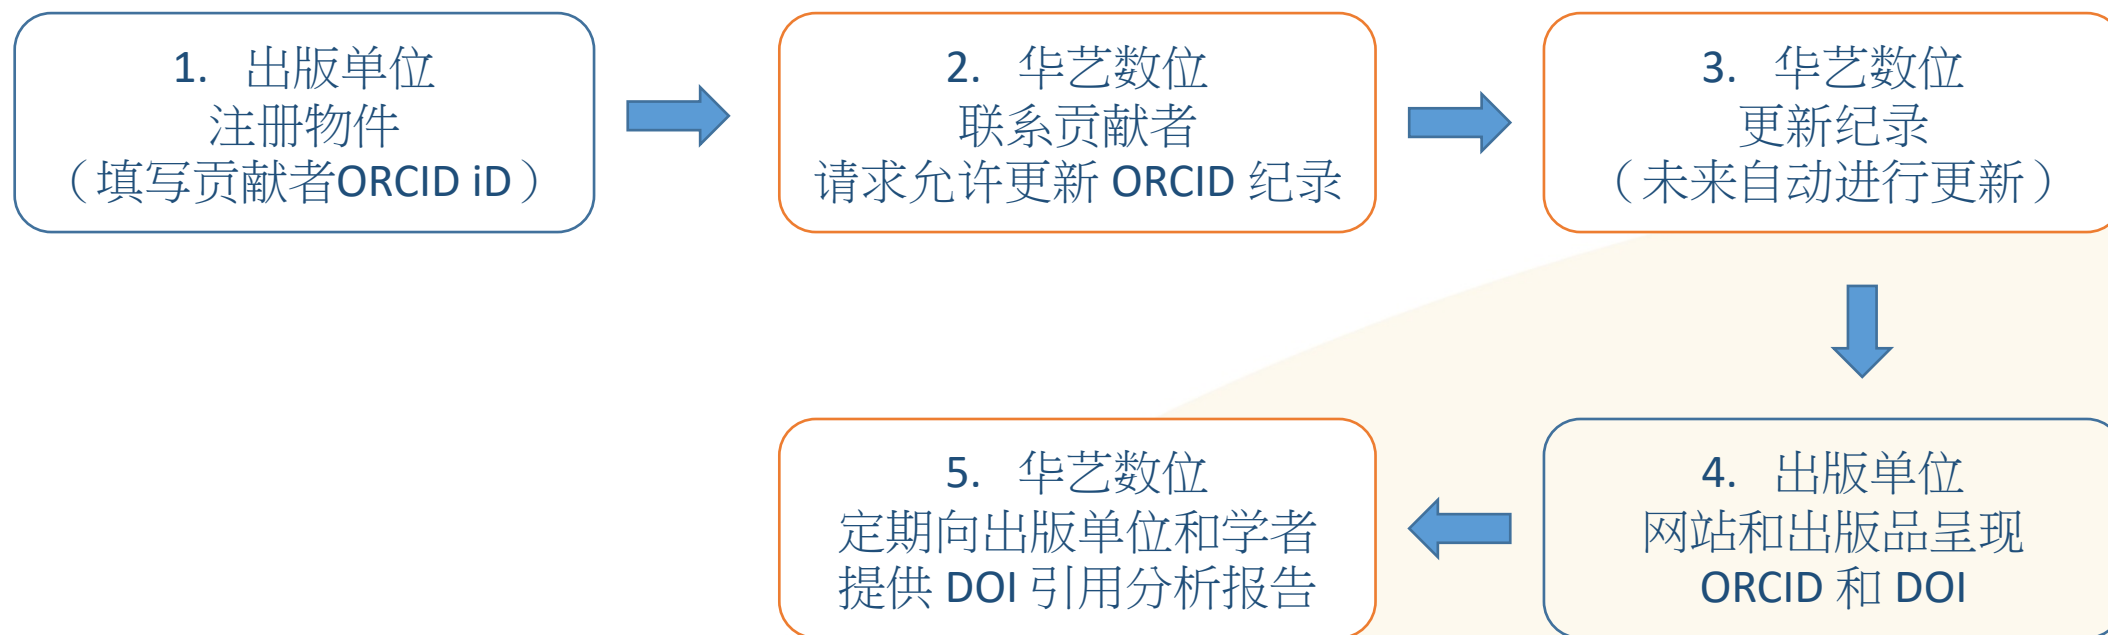 1. 出版单位
注册物件
（填写贡献者ORCID iD）
2. 华艺数位
联系贡献者
请求允许更新 ORCID 纪录
3. 华艺数位
更新纪录
（未来自动进行更新）
4. 出版单位
网站和出版品呈现
ORCID 和 DOI
5. 华艺数位
定期向出版单位和学者
提供 DOI 引用分析报告